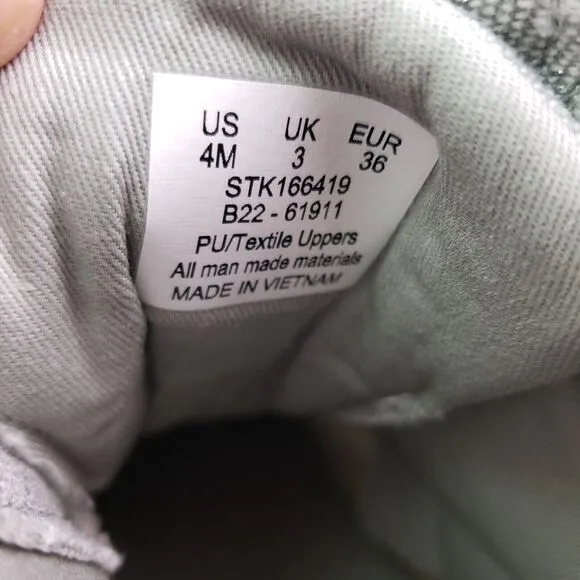 US UK EUR
4M 3 36
STK166419
B22 - 61911
PU/Textile Uppers
All man made materials
MADE IN VIETNAM